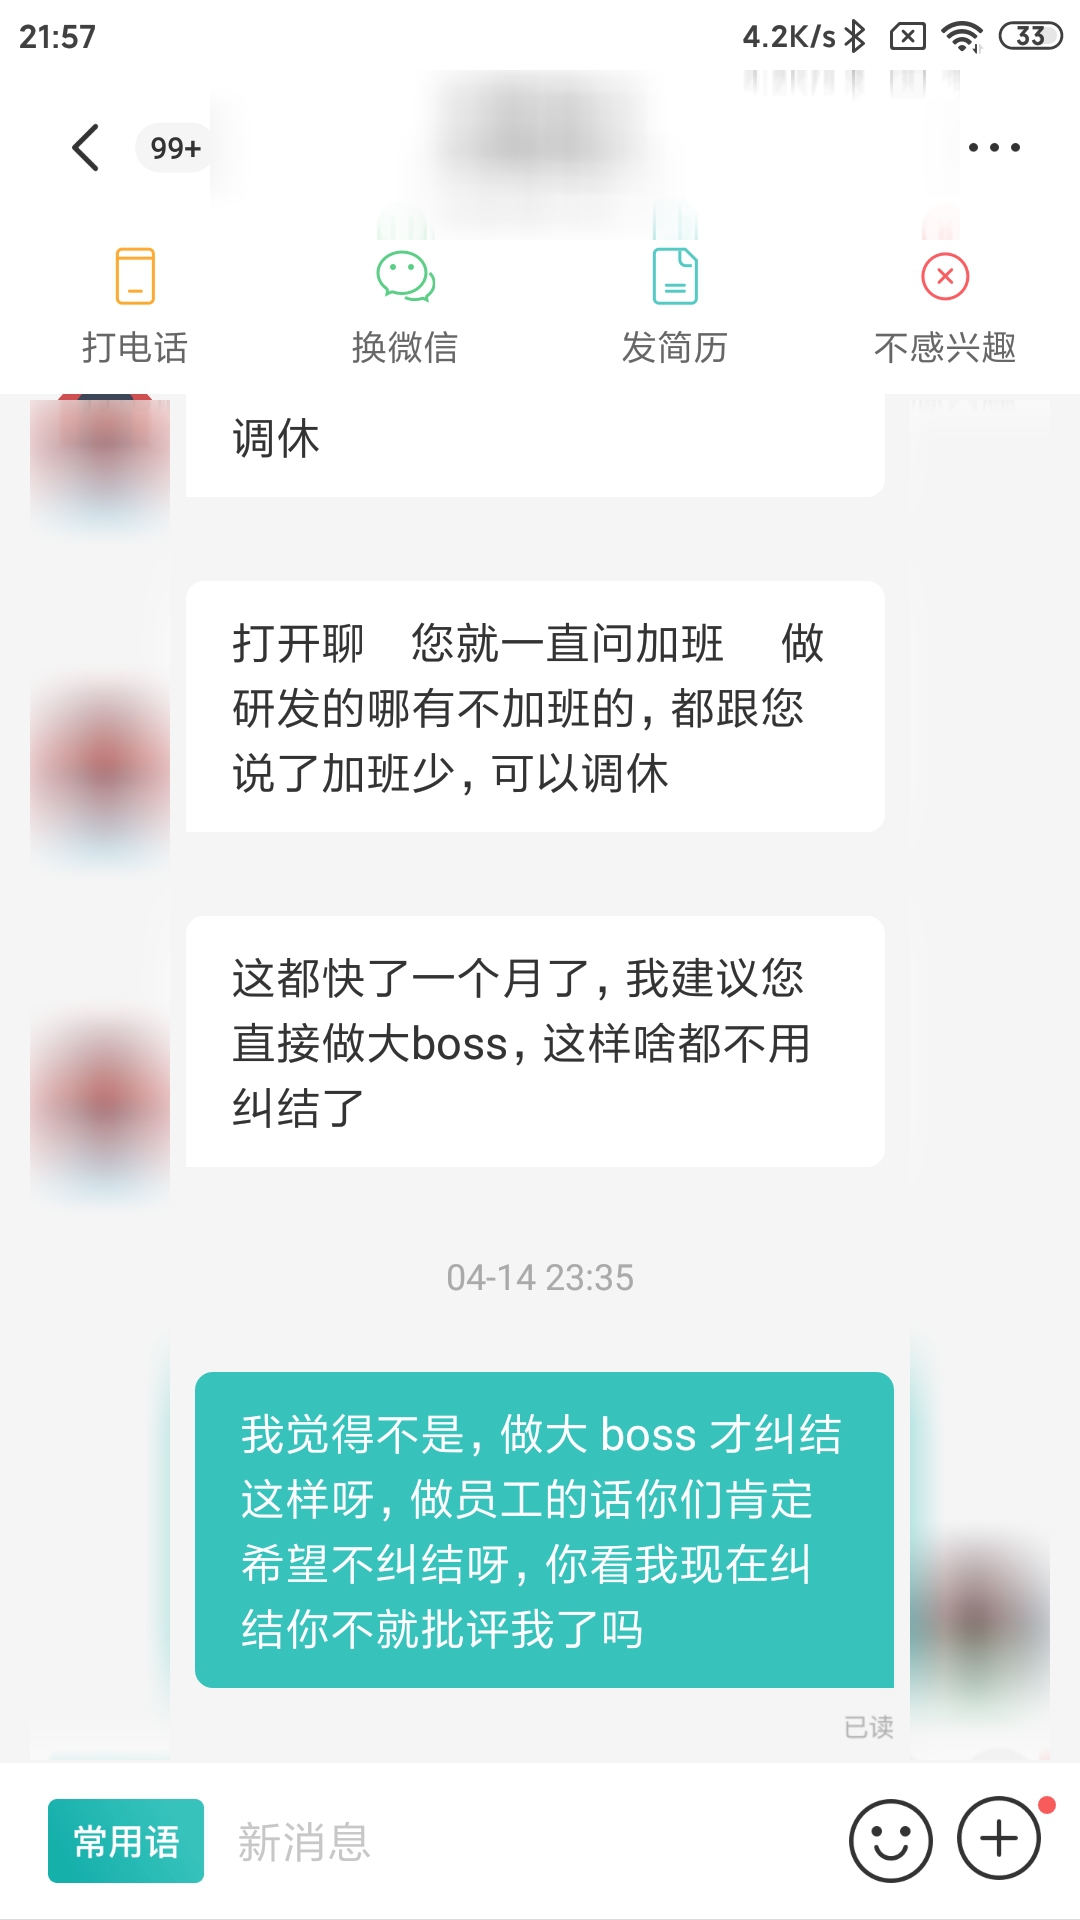 21:57
4.2K/s
33
99+
打电话
换微信
发简历
不感兴趣
调休
打开聊 您就一直问加班 做
研发的哪有不加班的,都跟您
说了加班少,可以调休
这都快了一个月了,我建议您
直接做大boss,这样啥都不用
纠结了
04-14 23:35
我觉得不是,做大 boss 才纠结
这样呀,做员工的话你们肯定
希望不纠结呀,你看我现在纠
结你不就批评我了吗
已读
常用语
新消息